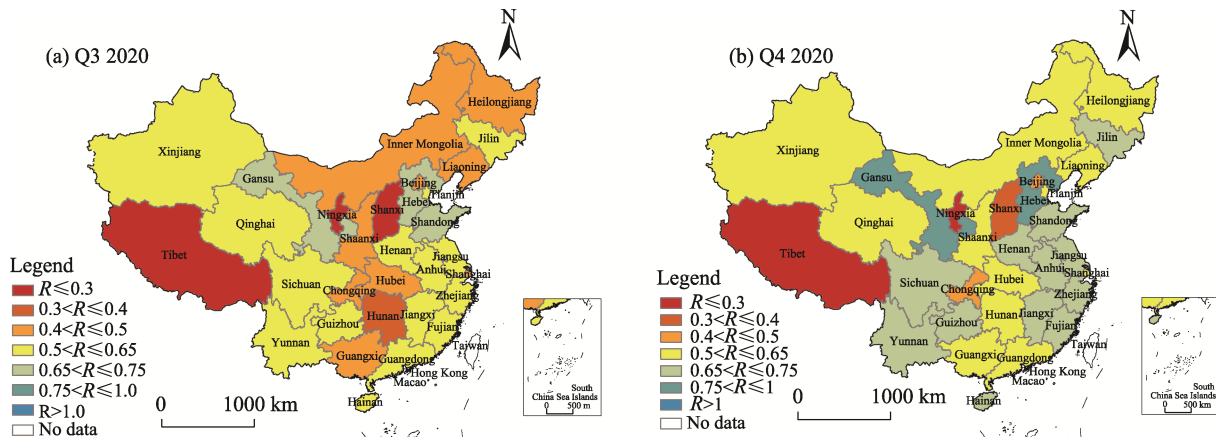 (a) Q3 2020
N
Heilongjiang
Jilin
Inner Mongolia
Liaoning
Xinjiang
Gansu
Beijing
Tianjin
Hebei
Ningxia
Shanxi
Shandong
Qinghai
Shaanxi
Henan
Jiangsu
Tibet
Anhui
Shanghai
Hubei
Sichuan
Chongqing
Zhejiang
Hunan
Jiangxi
Guizhou
Fujian
Yunnan
Taiwan
Guangxi
Guangdong
Hong Kong
Macao
Hainan
Legend
R≤0.3
0.3<R≤0.4
0.4<R≤0.5
0.5<R≤0.65
0.65<R≤0.75
0.75<R≤1.0
R>1.0
No data
0 1000 km
South
China Sea Islands
0 500 m
(b) Q4 2020
N
Heilongjiang
Jilin
Inner Mongolia
Liaoning
Xinjiang
Gansu
Beijing
Tianjin
Hebei
Ningxia
Shanxi
Shandong
Qinghai
Shaanxi
Henan
Jiangsu
Tibet
Anhui
Shanghai
Hubei
Sichuan
Chongqing
Zhejiang
Hunan
Jiangxi
Guizhou
Fujian
Yunnan
Taiwan
Guangxi
Guangdong
Hong Kong
Macao
Hainan
Legend
R≤0.3
0.3<R≤0.4
0.4<R≤0.5
0.5<R≤0.65
0.65<R≤0.75
0.75<R≤1
R>1
No data
0 1000 km
South
China Sea Islands
0 500 km